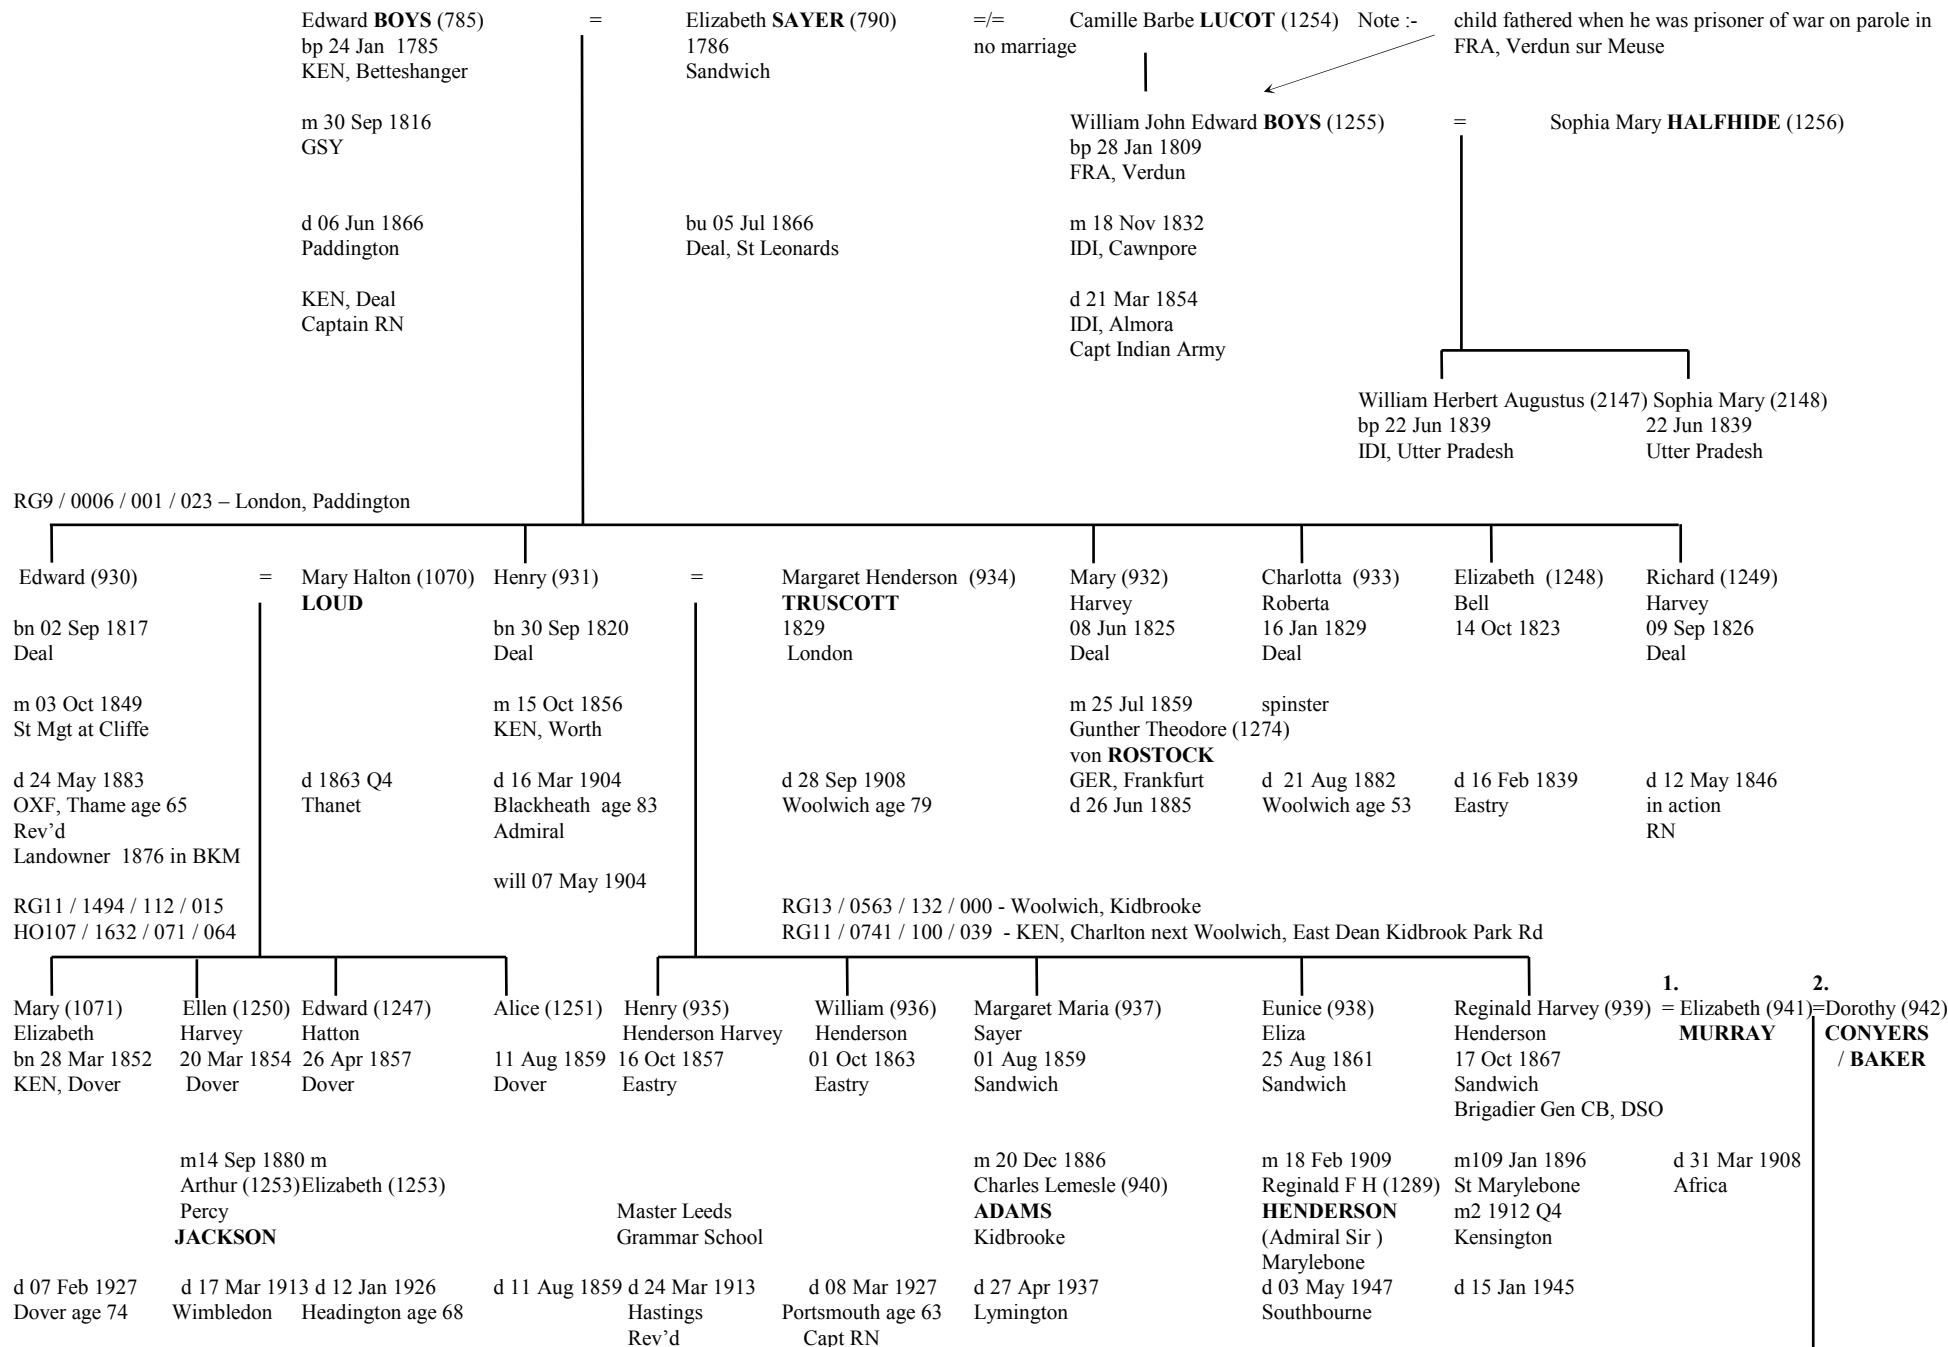 Edward BOYS (785) = Elizabeth SAYER (790) =/= Camille Barbe LUCOT (1254) Note :- child fathered when he was prisoner of war on parole in
bp 24 Jan 1785 1786 no marriage FRA, Verdun sur Meuse
KEN, Betteshanger Sandwich
m 30 Sep 1816 William John Edward BOYS (1255) = Sophia Mary HALFHIDE (1256)
GSY bp 28 Jan 1809
FRA, Verdun
d 06 Jun 1866 bu 05 Jul 1866 m 18 Nov 1832
Paddington Deal, St Leonards IDI, Cawnpore
KEN, Deal d 21 Mar 1854
Captain RN IDI, Almora
Capt Indian Army
William Herbert Augustus (2147) Sophia Mary (2148)
bp 22 Jun 1839 22 Jun 1839
IDI, Utter Pradesh Utter Pradesh
RG9 / 0006 / 001 / 023 – London, Paddington
Edward (930) = Mary Halton (1070) Henry (931) = Margaret Henderson (934) Mary (932) Charlotta (933) Elizabeth (1248) Richard (1249)
LOUD TRUSCOTT Harvey Roberta Bell Harvey
bn 02 Sep 1817 bn 30 Sep 1820 1829 08 Jun 1825 16 Jan 1829 14 Oct 1823 09 Sep 1826
Deal Deal London Deal Deal Deal
m 03 Oct 1849 m 15 Oct 1856 m 25 Jul 1859 spinster
St Mgt at Cliffe KEN, Worth Gunther Theodore (1274)
von ROSTOCK
d 24 May 1883 d 1863 Q4 d 16 Mar 1904 d 28 Sep 1908 GER, Frankfurt d 21 Aug 1882 d 16 Feb 1839 d 12 May 1846
OXF, Thame age 65 Thanet Blackheath age 83 Woolwich age 79 d 26 Jun 1885 Woolwich age 53 Eastry in action
Rev’d Admiral RN
Landowner 1876 in BKM
will 07 May 1904
RG11 / 1494 / 112 / 015 RG13 / 0563 / 132 / 000 - Woolwich, Kidbrooke
HO107 / 1632 / 071 / 064 RG11 / 0741 / 100 / 039 - KEN, Charlton next Woolwich, East Dean Kidbrook Park Rd
1. 2.
Mary (1071) Ellen (1250) Edward (1247) Alice (1251) Henry (935) William (936) Margaret Maria (937) Eunice (938) Reginald Harvey (939) = Elizabeth (941) =Dorothy (942)
Elizabeth Harvey Hatton Henderson Harvey Henderson Sayer Eliza Henderson MURRAY CONYERS
bn 28 Mar 1852 20 Mar 1854 26 Apr 1857 11 Aug 1859 16 Oct 1857 01 Oct 1863 01 Aug 1859 25 Aug 1861 17 Oct 1867 / BAKER
KEN, Dover Dover Dover Dover Eastry Eastry Sandwich Sandwich Sandwich
Brigadier Gen CB, DSO
m14 Sep 1880 m m 20 Dec 1886 m 18 Feb 1909 m109 Jan 1896 d 31 Mar 1908
Arthur (1253) Elizabeth (1253) Charles Lemesle (940) Reginald F H (1289) St Marylebone Africa
Percy Master Leeds ADAMS HENDERSON m2 1912 Q4
JACKSON Grammar School Kidbrooke (Admiral Sir ) Kensington
Marylebone
d 07 Feb 1927 d 17 Mar 1913 d 12 Jan 1926 d 11 Aug 1859 d 24 Mar 1913 d 08 Mar 1927 d 27 Apr 1937 d 03 May 1947 d 15 Jan 1945
Dover age 74 Wimbledon Headington age 68 Hastings Portsmouth age 63 Lymington Southbourne
Rev’d Capt RN